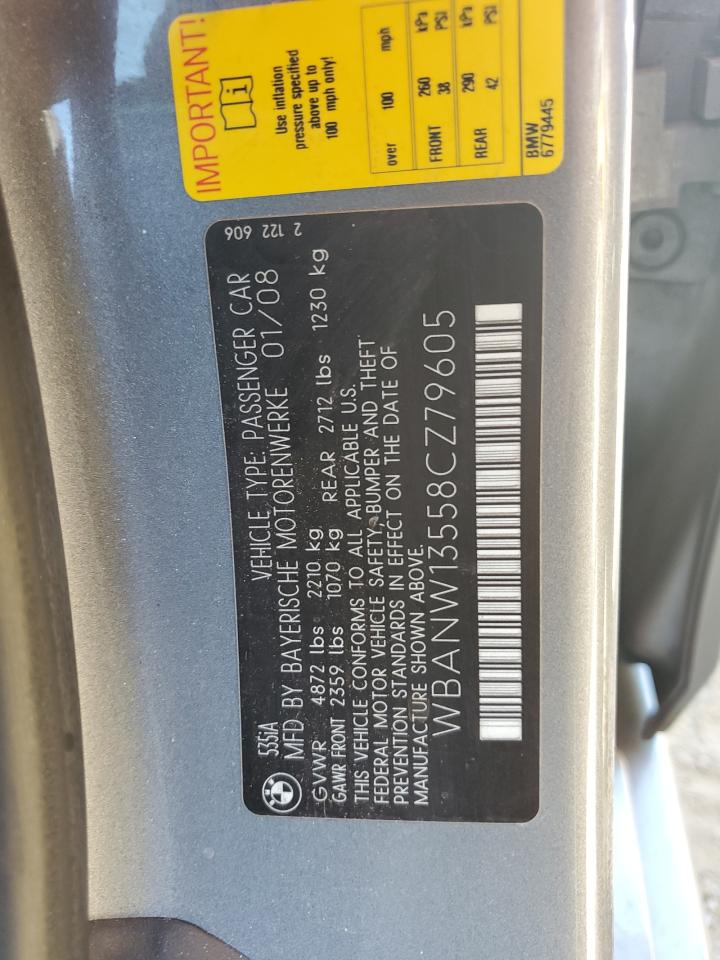 IMPORTANT!
Use inflation
pressure specified
above up to
100 mph only!
over 100 mph
kPa PSI
FRONT 260 38
kPa PSI
REAR 290 42
BMW
6779445
2 122 606
535iA
VEHICLE TYPE: PASSENGER CAR
MFD BY BAYERISCHE MOTORENWERKE 01/08
GVWR 4872 lbs 2210 kg
GAWR FRONT 2359 lbs 1070 kg REAR 2712 lbs 1230 kg
THIS VEHICLE CONFORMS TO ALL APPLICABLE U.S.
FEDERAL MOTOR VEHICLE SAFETY, BUMPER AND THEFT
PREVENTION STANDARDS IN EFFECT ON THE DATE OF
MANUFACTURE SHOWN ABOVE.
WBANW13558CZ79605